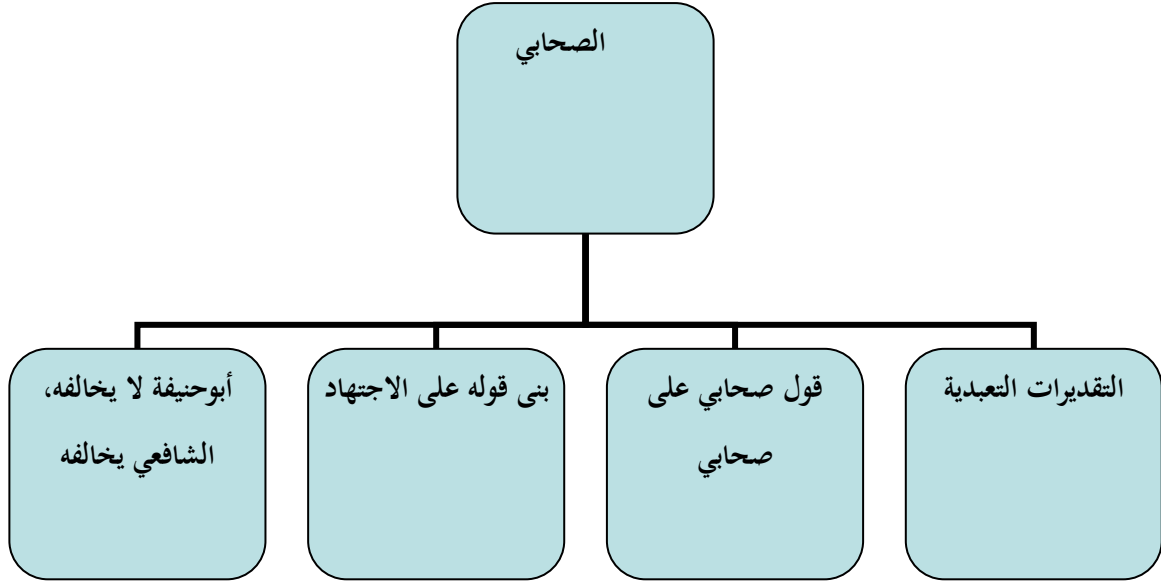 الصحابي
التقديرات التعبدية
قول صحابي على
صحابي
بنى قوله على الاجتهاد
أبوحنيفة لا يخالفه،
الشافعي يخالفه